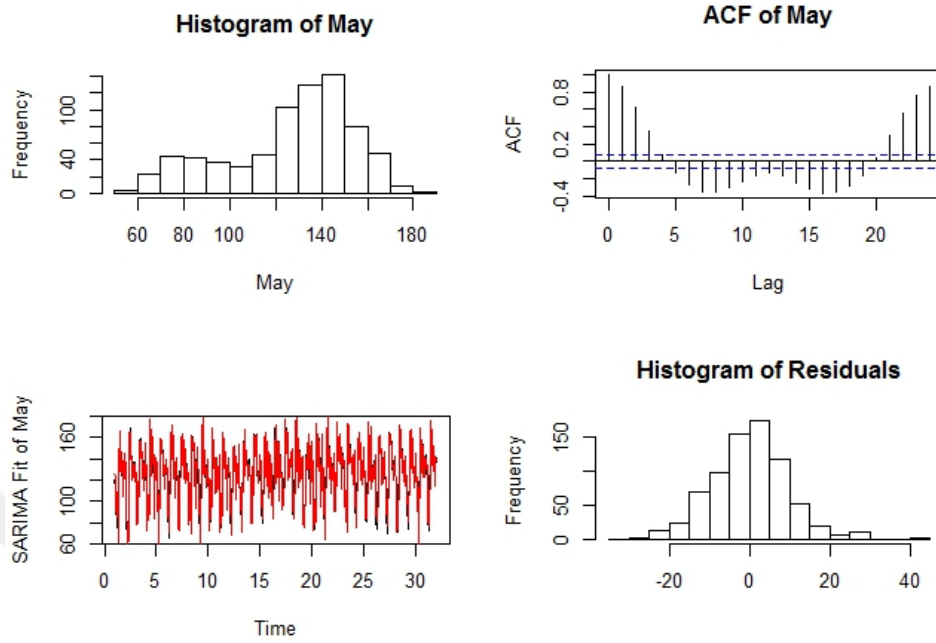 Histogram of May
Frequency
0 40 100
60 80 100 140 180
May
ACF of May
ACF
-0.4 0.2 0.8
0 5 10 15 20
Lag
SARIMA Fit of May
60 100 160
0 5 10 15 20 25 30
Time
Histogram of Residuals
Frequency
0 50 150
-20 0 20 40